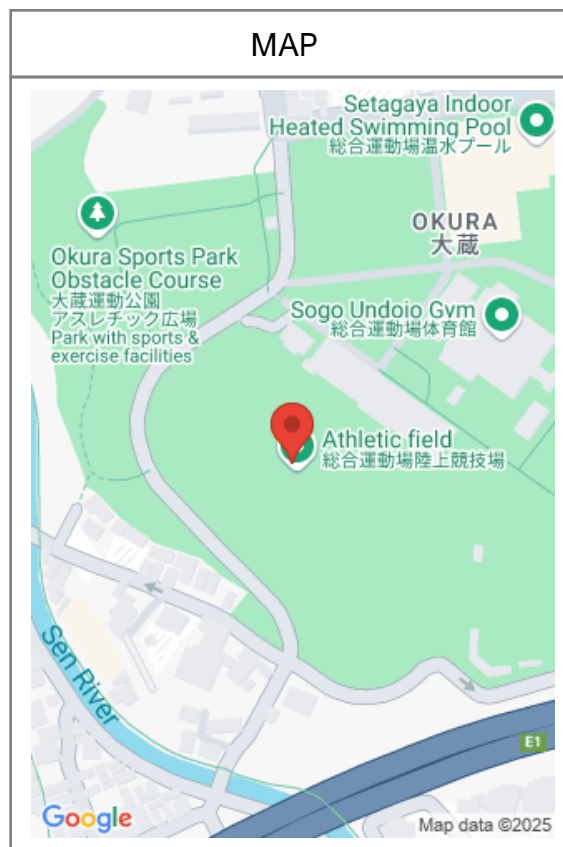 MAP
Setagaya Indoor
Heated Swimming Pool
総合運動場温水プール
OKURA
大蔵
Okura Sports Park
Obstacle Course
大蔵運動公園
アスレチック広場
Park with sports &
exercise facilities
Sogo Undojo Gym
総合運動場体育館
Athletic field
総合運動場陸上競技場
Sen River
E1
Google
Map data ©2025